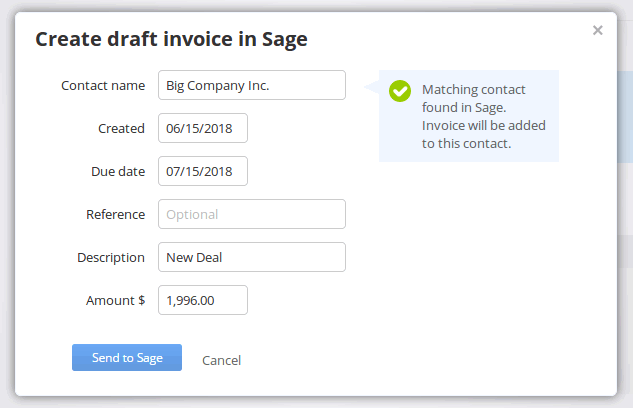 Create draft invoice in Sage
×
Contact name Big Company Inc.
Matching contact
found in Sage.
Invoice will be added
to this contact.
Created 06/15/2018
Due date 07/15/2018
Reference Optional
Description New Deal
Amount $ 1,996.00
Send to Sage Cancel